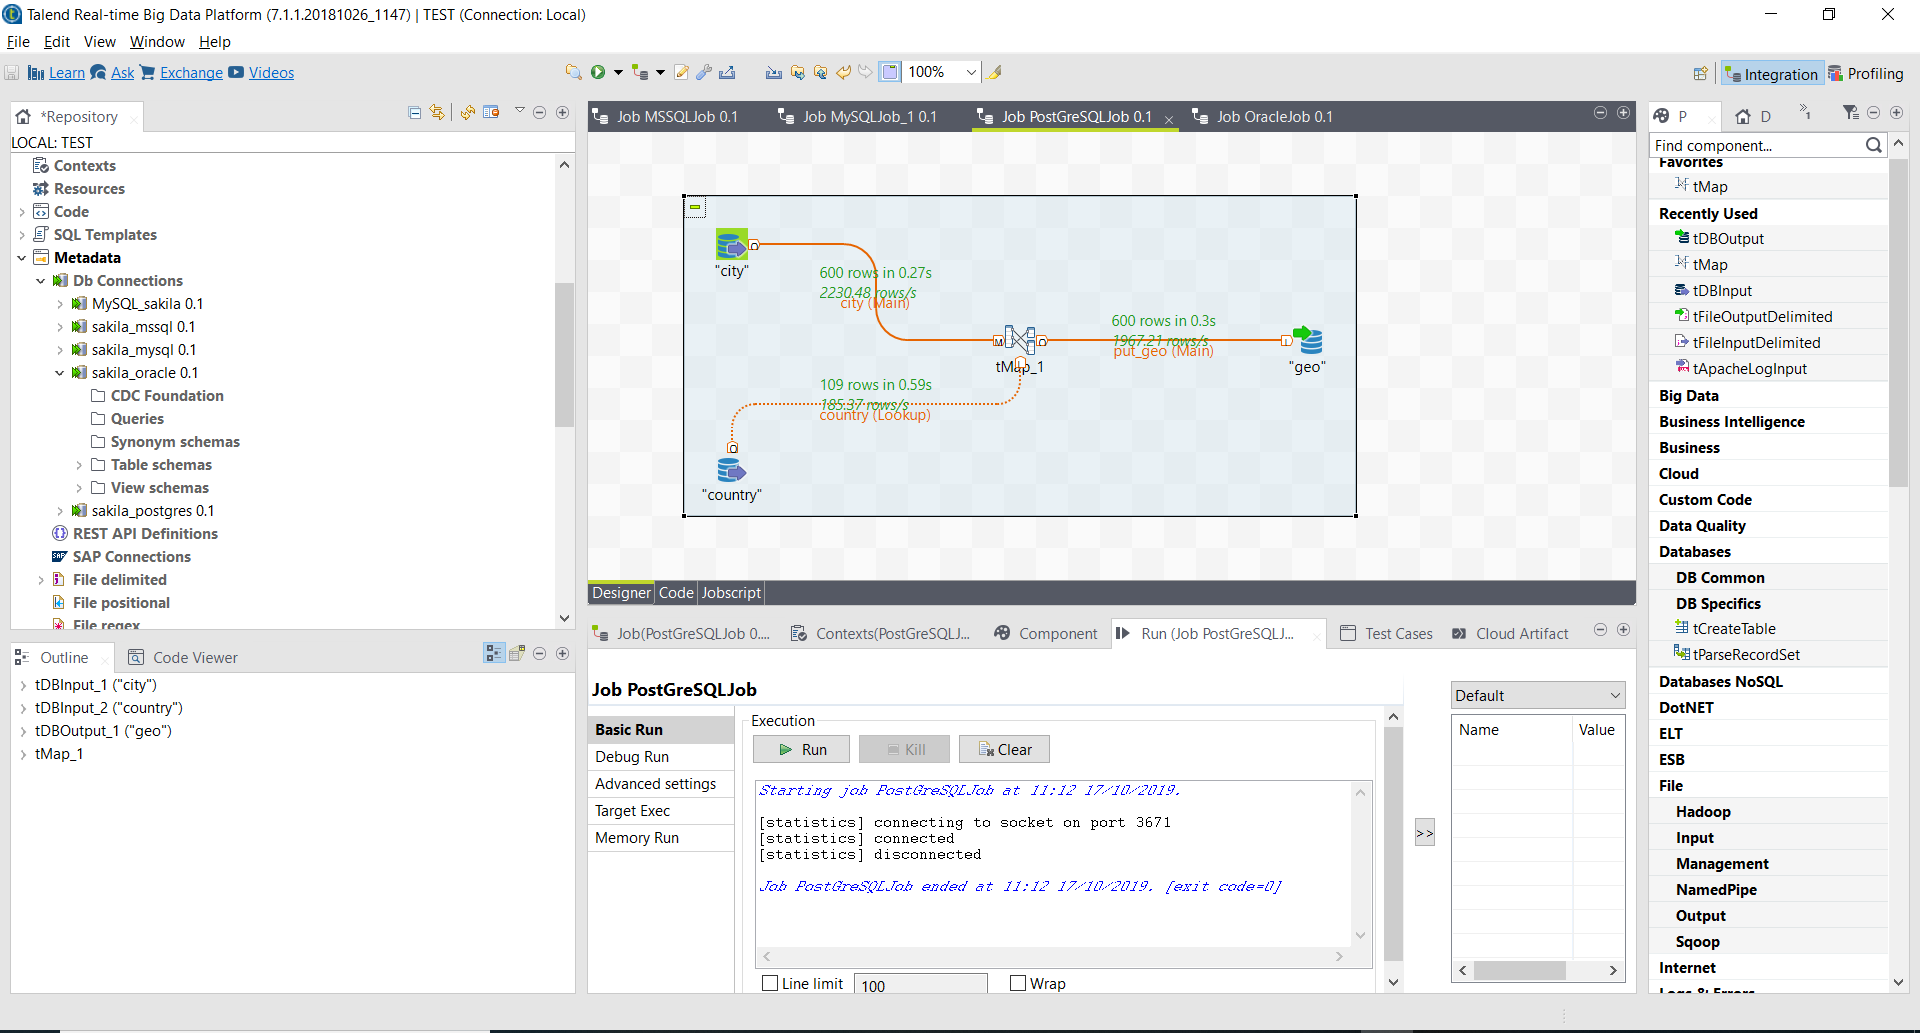 Talend Real-time Big Data Platform (7.1.1.20181026_1147) | TEST (Connection: Local)
File Edit View Window Help
Learn Ask Exchange Videos
100%
Integration Profiling
*Repository
LOCAL: TEST
Contexts
Resources
Code
SQL Templates
Metadata
Db Connections
MySQL_sakila 0.1
sakila_mssql 0.1
sakila_mysql 0.1
sakila_oracle 0.1
CDC Foundation
Queries
Synonym schemas
Table schemas
View schemas
sakila_postgres 0.1
REST API Definitions
SAP Connections
File delimited
File positional
File regex
Outline Code Viewer
tDBInput_1 ("city")
tDBInput_2 ("country")
tDBOutput_1 ("geo")
tMap_1
Job MSSQLJob 0.1 Job MySQLJob_1 0.1 Job PostGreSQLJob 0.1 Job OracleJob 0.1
"city"
600 rows in 0.27s
2230.48 rows/s
city (Main)
600 rows in 0.3s
1967.21 rows/s
put_geo (Main)
tMap_1
"geo"
109 rows in 0.59s
185.37 rows/s
country (Lookup)
"country"
Designer Code Jobscript
Job(PostGreSQLJob 0.... Contexts(PostGreSQLJ... Component Run (Job PostGreSQLJ... Test Cases Cloud Artifact
Job PostGreSQLJob
Basic Run
Debug Run
Advanced settings
Target Exec
Memory Run
Execution
Run Kill Clear
Starting job PostGreSQLJob at 11:12 17/10/2019.
[statistics] connecting to socket on port 3671
[statistics] connected
[statistics] disconnected
Job PostGreSQLJob ended at 11:12 17/10/2019. [exit code=0]
Line limit 100 Wrap
>>
Default
Name Value
P D
Find component...
Favorites
tMap
Recently Used
tDBOutput
tMap
tDBInput
tFileOutputDelimited
tFileInputDelimited
tApacheLogInput
Big Data
Business Intelligence
Business
Cloud
Custom Code
Data Quality
Databases
DB Common
DB Specifics
tCreateTable
tParseRecordSet
Databases NoSQL
DotNET
ELT
ESB
File
Hadoop
Input
Management
NamedPipe
Output
Sqoop
Internet
Logs & Errors